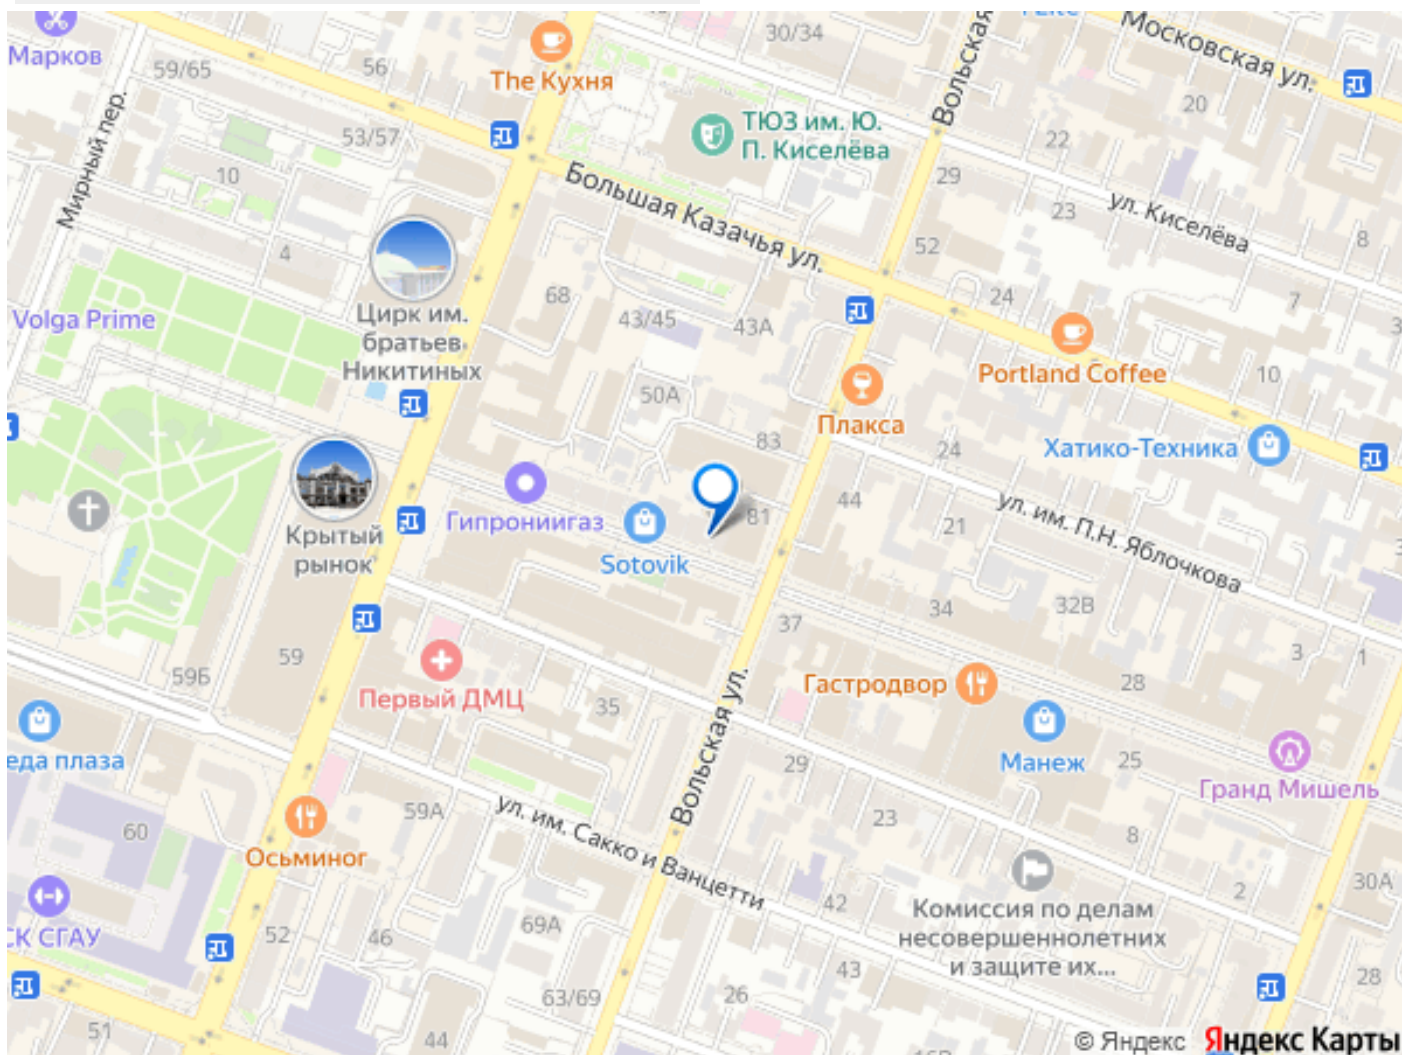 30/34
Московская ул.
Вольская
Марков
59/65
56
The Кухня
20
Мирный пер.
53/57
ТЮЗ им. Ю.
П. Киселёва
22
10
Большая Казачья ул.
29
23
ул. Киселёва
8
52
4
68
24
7
Volga Prime
Цирк им.
братьев
Никитиных
43/45
43А
Portland Coffee
10
50А
Плакса
83
24
Хатико-Техника
44
Гипрониигаз
81
21
ул. им. П.Н. Яблочкова
Крытый
рынок
Sotovik
34
32В
37
3
1
59
59Б
Первый ДМЦ
35
Гастродвор
28
Вольская ул.
еда плаза
29
Манеж
25
Гранд Мишель
59А
ул. им. Сакко и Ванцетти
23
8
60
Осьминог
2
30А
42
Комиссия по делам
несовершеннолетних
и защите их...
СК СГАУ
52
46
69А
43
28
63/69
26
51
44
© Яндекс Яндекс Карты